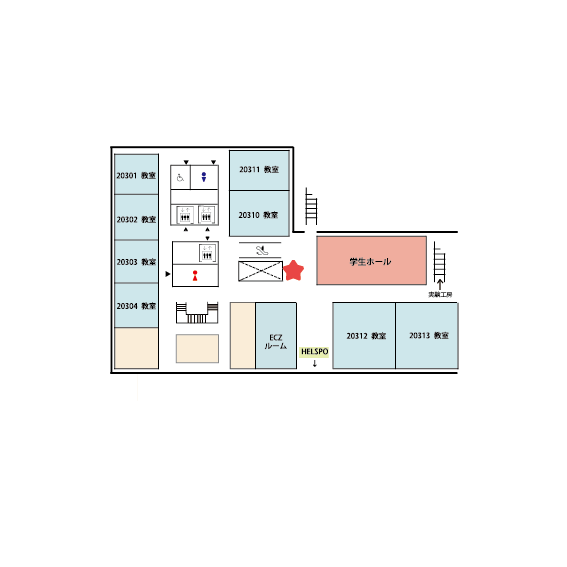 20301 教室
20311 教室
20302 教室
20310 教室
20303 教室
学生ホール
20304 教室
実験工房
ECZ
ルーム
HELSPO
↓
20312 教室
20313 教室